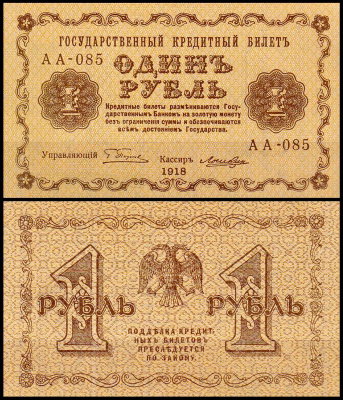 ГОСУДАРСТВЕННЫЙ КРЕДИТНЫЙ БИЛЕТЪ
АА-085
ОДИНЪ
РУБЛЬ
1
1
Кредитные билеты размѣниваются Госу-
дарственнымъ Банкомъ на золотую монету
безъ ограниченія суммы и обезпечиваются
всѣмъ достояніемъ Государства.
АА-085
Управляющій
Кассиръ
1918
1
РУБЛЬ
1
РУБЛЬ
ПОДДѢЛКА КРЕДИТ-
НЫХЪ БИЛЕТОВЪ
ПРЕСЛѢДУЕТСЯ
ПО ЗАКОНУ.